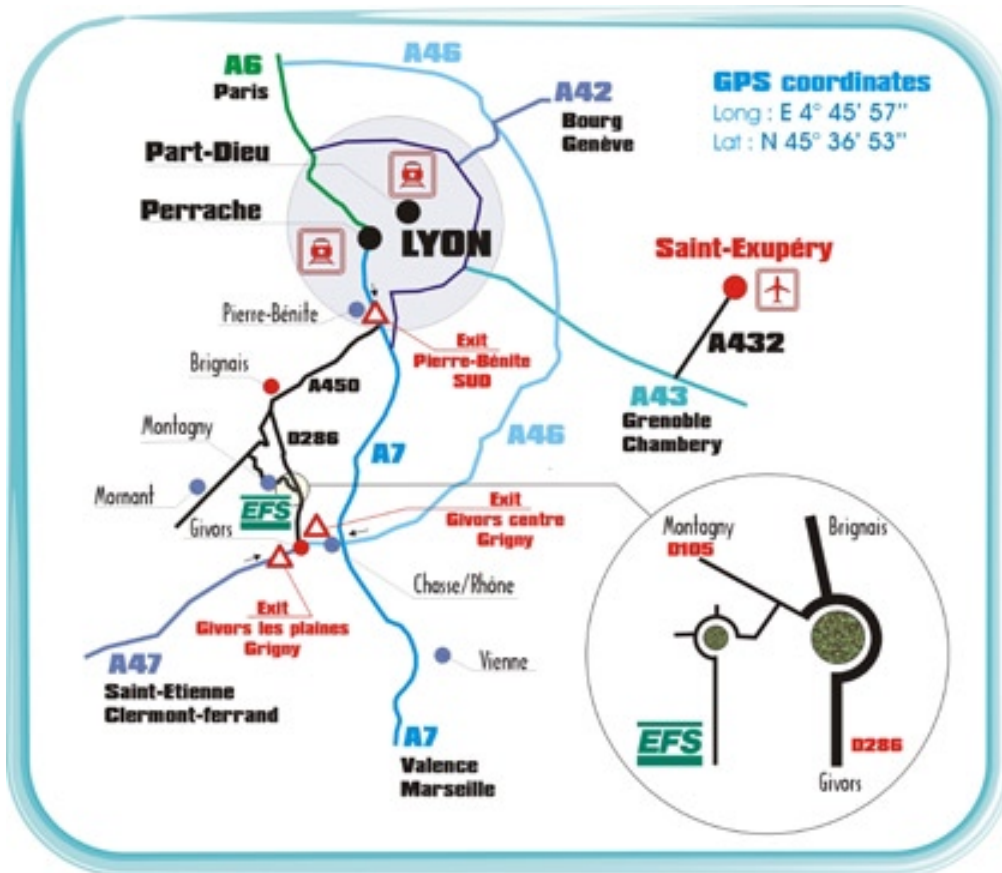 A6
Paris
A46
A42
Bourg
Genève
GPS coordinates
Long : E 4° 45' 57"
Lat : N 45° 36' 53"
Part-Dieu
Perrache
LYON
Saint-Exupéry
A432
A43
Grenoble
Chambery
Pierre-Bénite
Exit
Pierre-Bénite
SUD
Brignais
A450
Montagny
D286
A7
A46
Mornant
EFS
Givors
Exit
Givors centre
Grigny
Chasse/Rhône
Exit
Givors les plaines
Grigny
A47
Saint-Etienne
Clermont-ferrand
Vienne
A7
Valence
Marseille
Montagny
D105
Brignais
EFS
D286
Givors